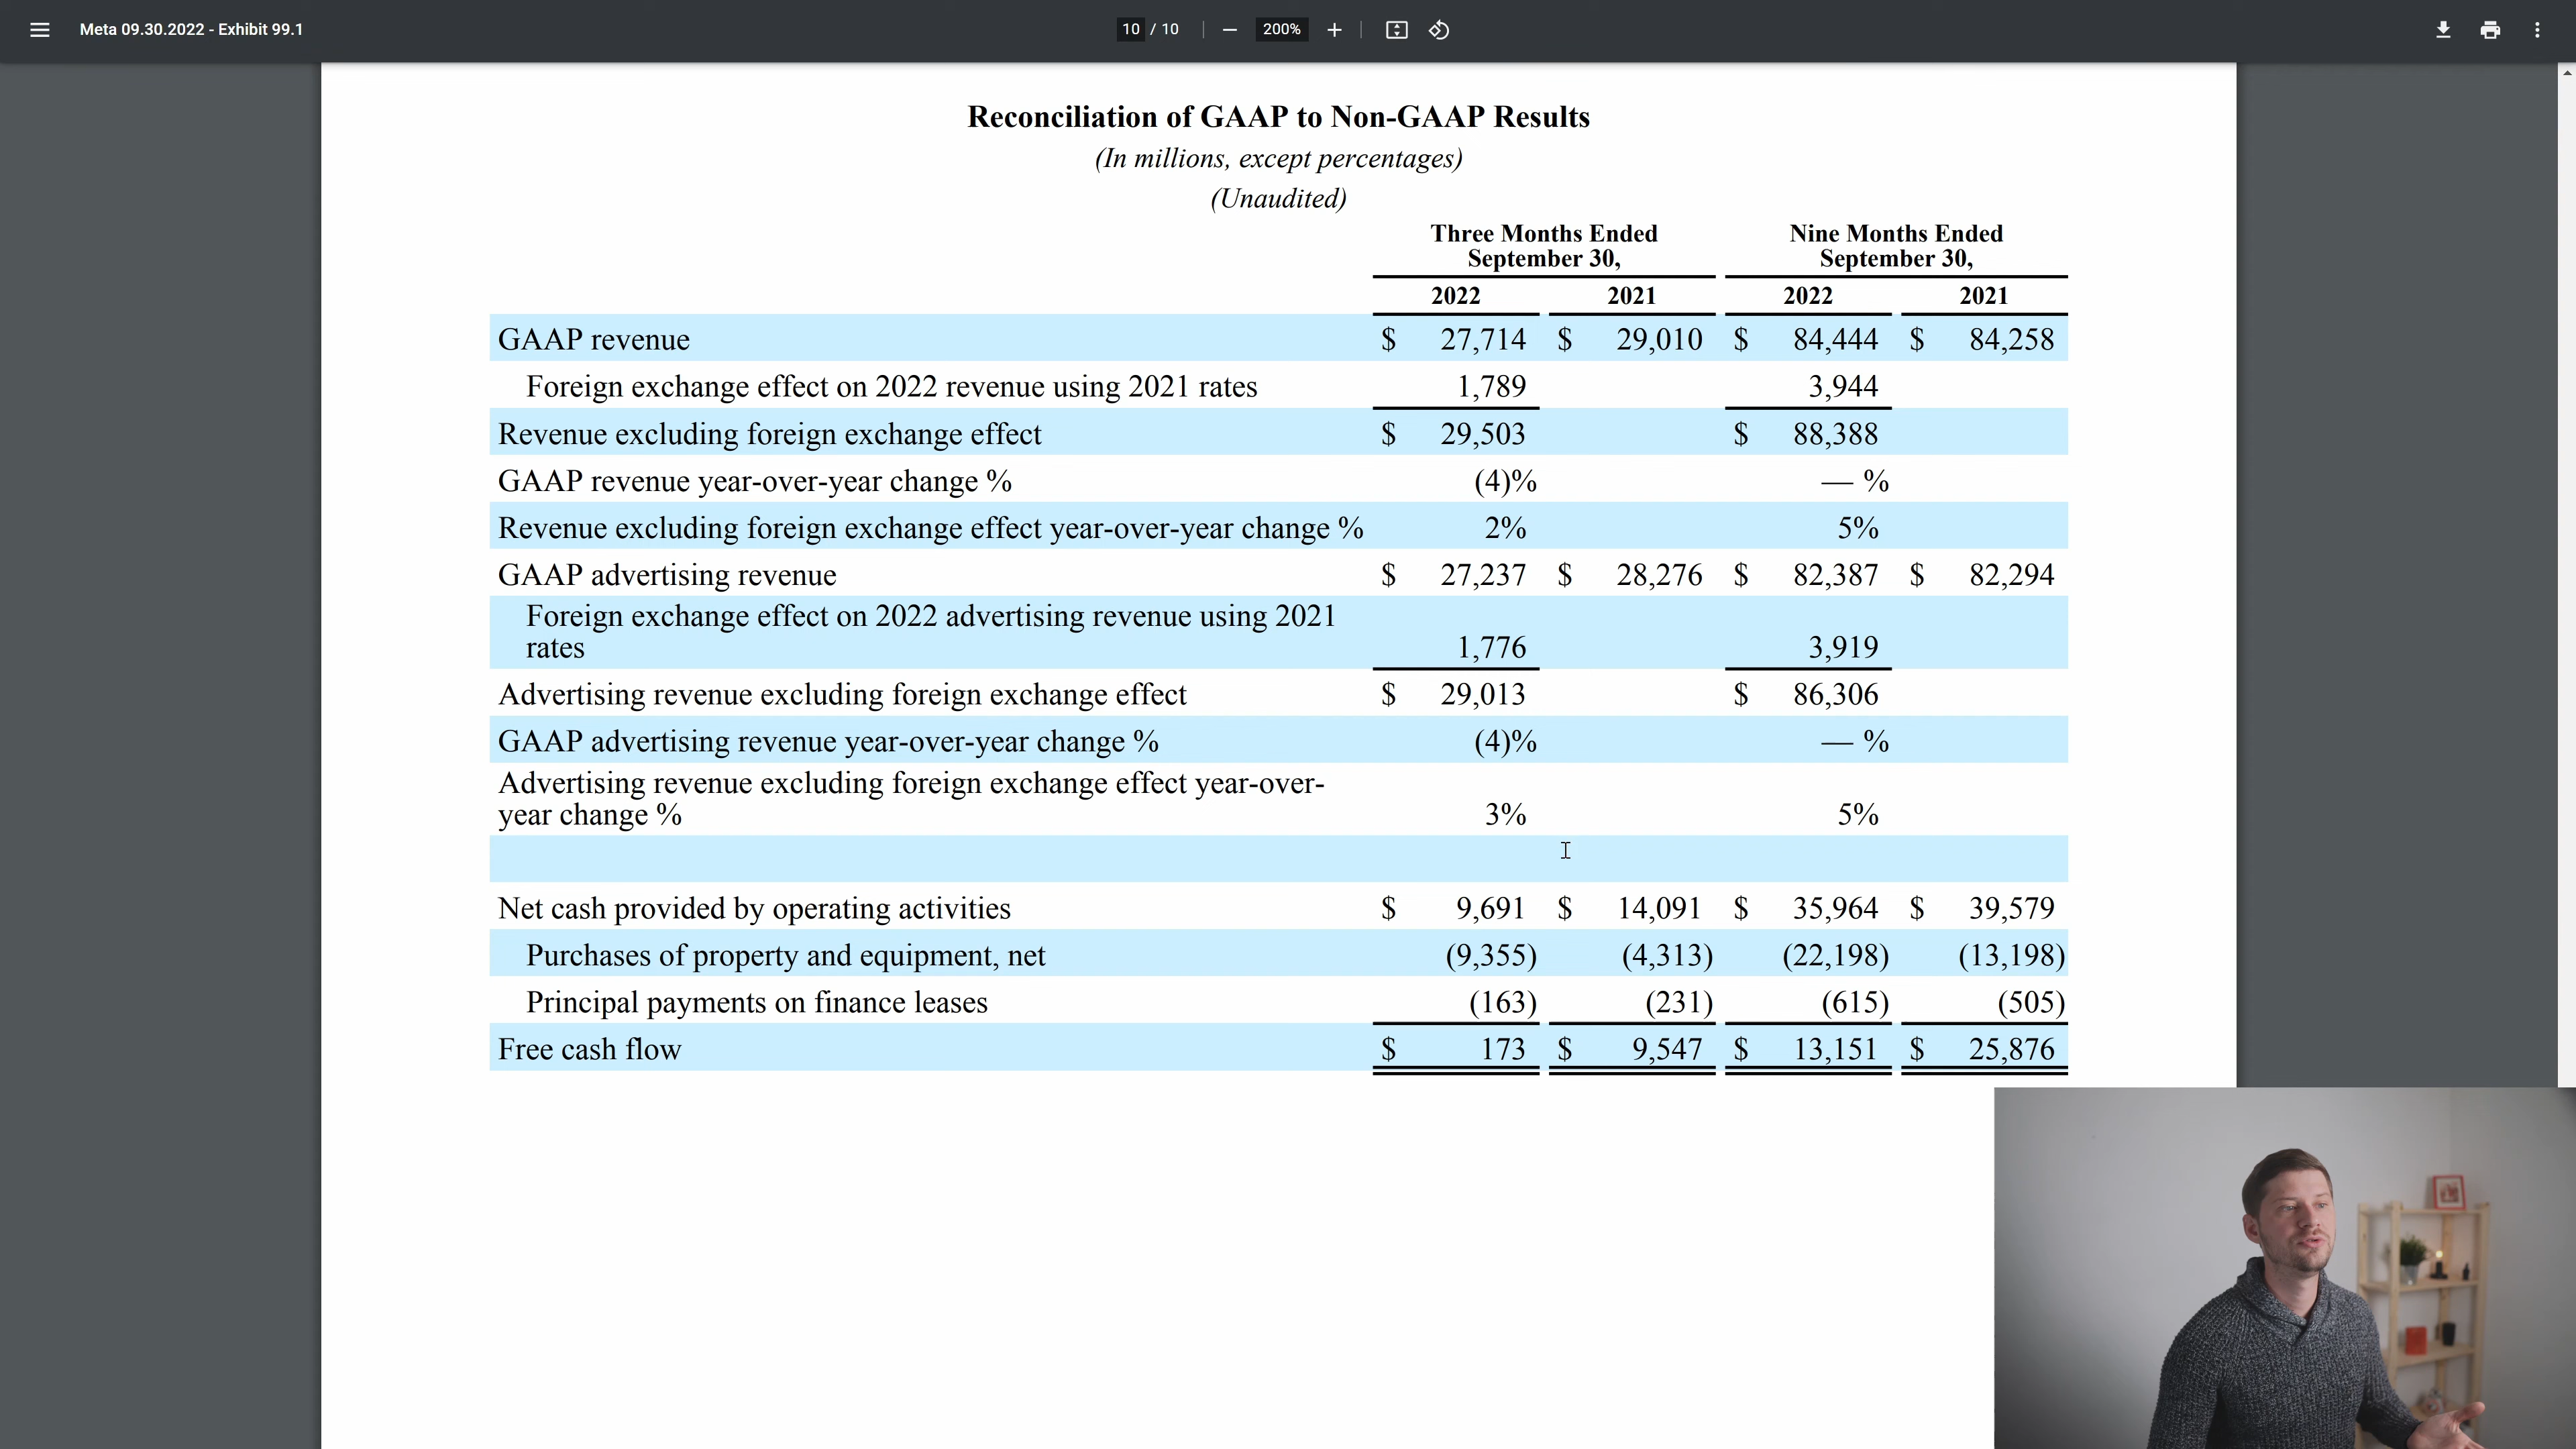 Meta 09.30.2022 - Exhibit 99.1
10 / 10
200%
Reconciliation of GAAP to Non-GAAP Results
(In millions, except percentages)
(Unaudited)
Three Months Ended September 30, Nine Months Ended September 30,
2022 2021 2022 2021
GAAP revenue $ 27,714 $ 29,010 $ 84,444 $ 84,258
Foreign exchange effect on 2022 revenue using 2021 rates 1,789 3,944
Revenue excluding foreign exchange effect $ 29,503 $ 88,388
GAAP revenue year-over-year change % (4)% — %
Revenue excluding foreign exchange effect year-over-year change % 2% 5%
GAAP advertising revenue $ 27,237 $ 28,276 $ 82,387 $ 82,294
Foreign exchange effect on 2022 advertising revenue using 2021
rates 1,776 3,919
Advertising revenue excluding foreign exchange effect $ 29,013 $ 86,306
GAAP advertising revenue year-over-year change % (4)% — %
Advertising revenue excluding foreign exchange effect year-over-
year change % 3% 5%
Net cash provided by operating activities $ 9,691 $ 14,091 $ 35,964 $ 39,579
Purchases of property and equipment, net (9,355) (4,313) (22,198) (13,198)
Principal payments on finance leases (163) (231) (615) (505)
Free cash flow $ 173 $ 9,547 $ 13,151 $ 25,876